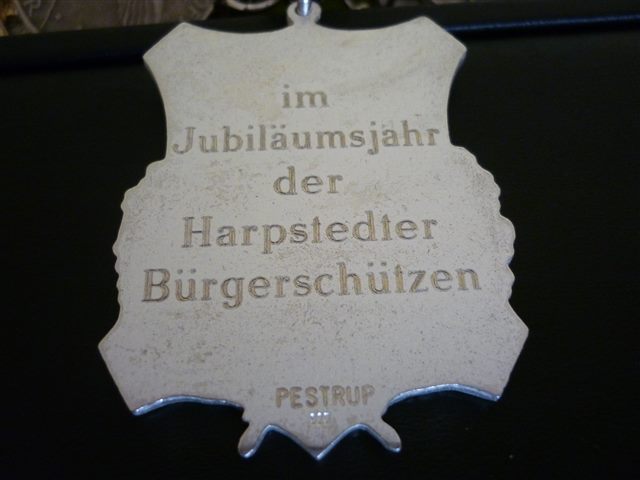 im
Jubiläumsjahr
der
Harpstedter
Bürgerschützen
PESTRUP